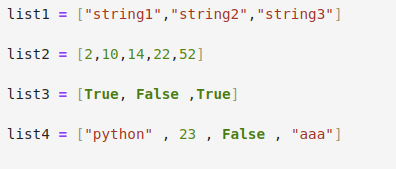 list1 = ["string1","string2","string3"]
list2 = [2,10,14,22,52]
list3 = [True, False ,True]
list4 = ["python" , 23 , False , "aaa"]